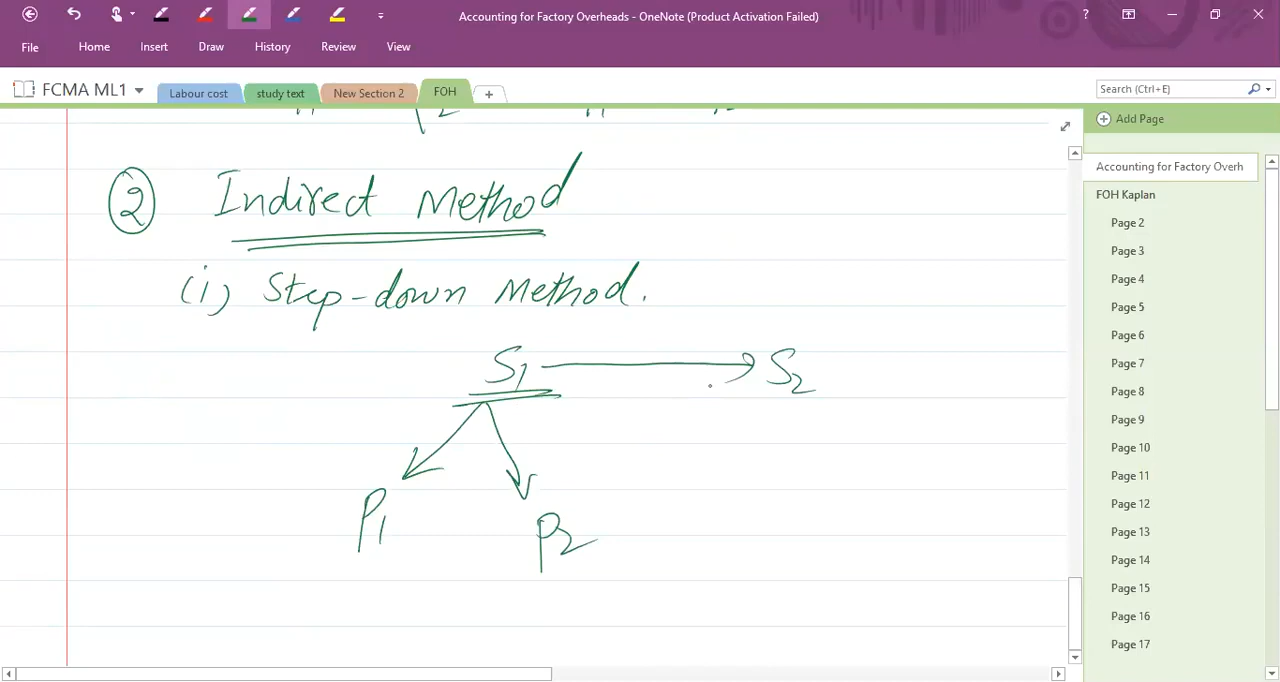 Accounting for Factory Overheads - OneNote (Product Activation Failed)
?
File Home Insert Draw History Review View
FCMA ML1 Labour cost study text New Section 2 FOH +
Search (Ctrl+E)
Add Page
Accounting for Factory Overh
FOH Kaplan
Page 2
Page 3
Page 4
Page 5
Page 6
Page 7
Page 8
Page 9
Page 10
Page 11
Page 12
Page 13
Page 14
Page 15
Page 16
Page 17
2 Indirect Method
(i) Step-down Method.
S1 S2
P1 P2